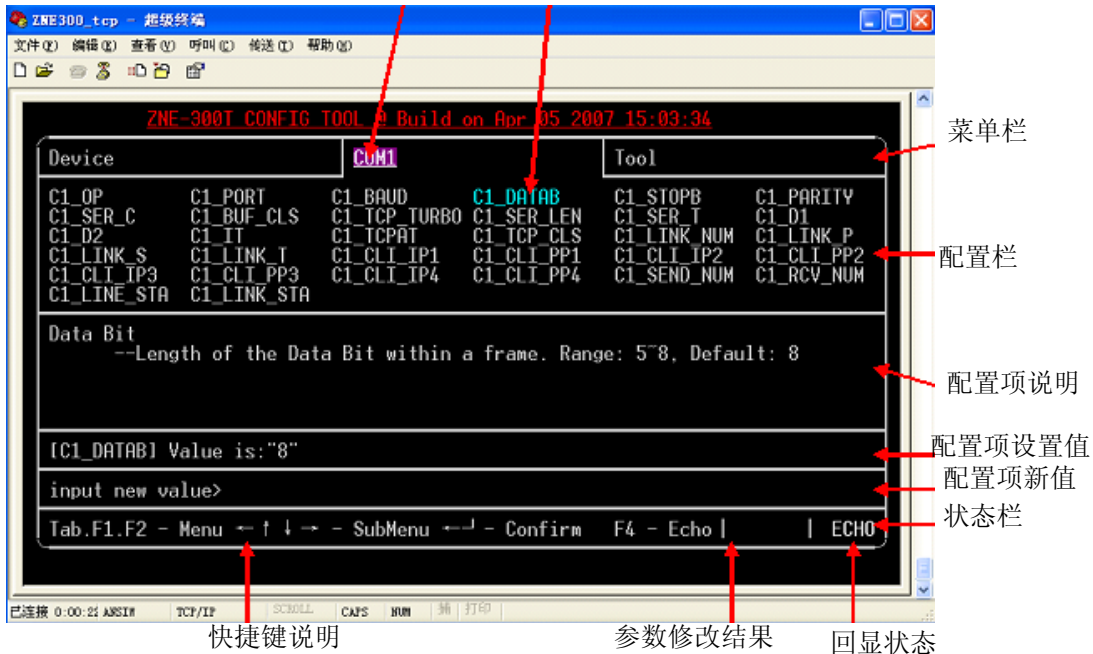 ZNE300_tcp - 超级终端
文件(F) 编辑(E) 查看(V) 呼叫(C) 传送(T) 帮助(H)
ZNE-300T CONFIG TOOL @ Build on Apr 05 2007 15:03:34
菜单栏
Device COM1 Tool
C1_OP C1_PORT C1_BAUD C1_DATAB C1_STOPB C1_PARITY
C1_SER_C C1_BUF_CLS C1_TCP_TURBO C1_SER_LEN C1_SER_T C1_D1
C1_D2 C1_IT C1_TCPAT C1_TCP_CLS C1_LINK_NUM C1_LINK_P
C1_LINK_S C1_LINK_T C1_CLI_IP1 C1_CLI_PP1 C1_CLI_IP2 C1_CLI_PP2
配置栏
C1_CLI_IP3 C1_CLI_PP3 C1_CLI_IP4 C1_CLI_PP4 C1_SEND_NUM C1_RCV_NUM
C1_LINE_STA C1_LINK_STA
Data Bit
--Length of the Data Bit within a frame. Range: 5~8, Default: 8
配置项说明
[C1_DATAB] Value is:"8"
配置项设置值
input new value>
配置项新值
Tab.F1.F2 - Menu ←↑↓→ - SubMenu ←┘ - Confirm F4 - Echo | | ECHO
状态栏
已连接 0:00:22 ANSIW TCP/IP SCROLL CAPS NUM 捕 打印
快捷键说明 参数修改结果 回显状态